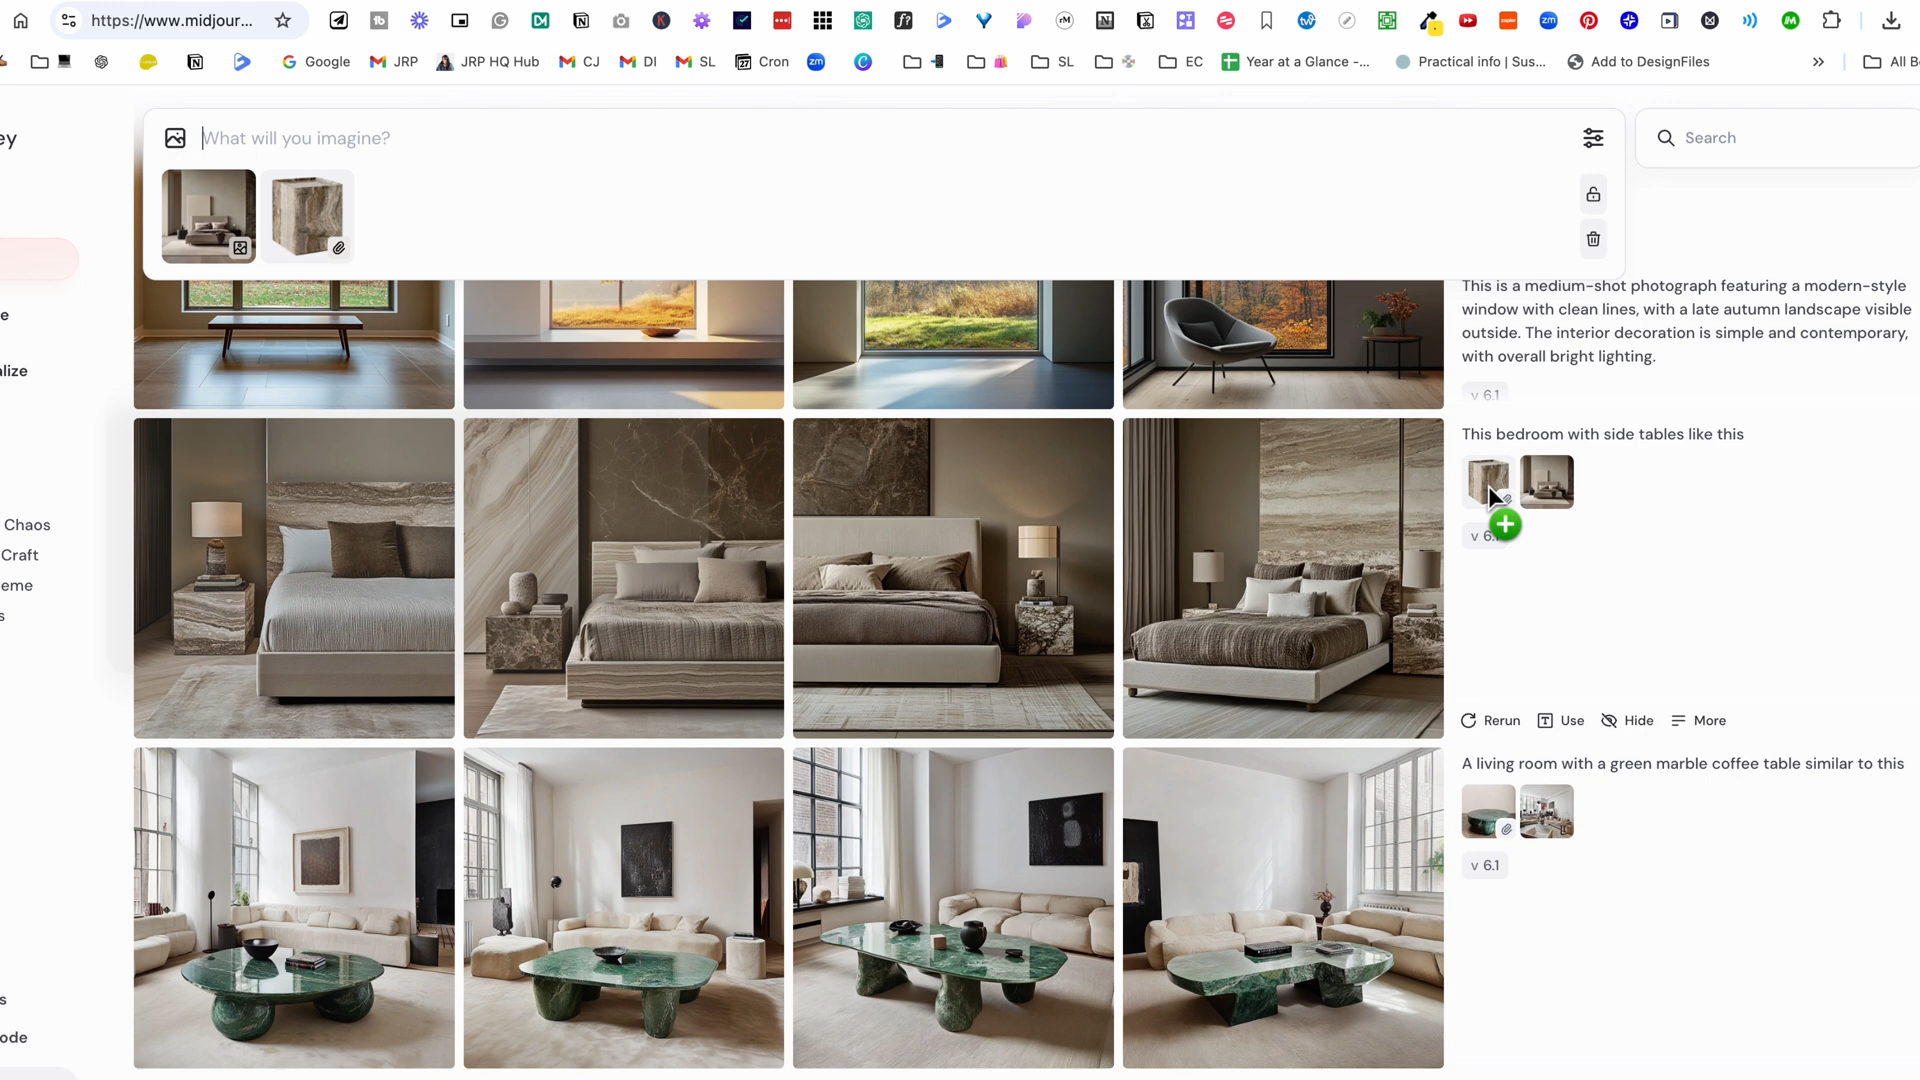 https://www.midjour...
Google
JRP
JRP HQ Hub
CJ
DI
SL
Cron
SL
EC
Year at a Glance -...
Practical info | Sus...
Add to DesignFiles
All B
ey
What will you imagine?
Search
This is a medium-shot photograph featuring a modern-style
window with clean lines, with a late autumn landscape visible
outside. The interior decoration is simple and contemporary,
with overall bright lighting.
v 6.1
e
alize
This bedroom with side tables like this
v 6.
Chaos
Craft
eme
s
Rerun
Use
Hide
More
A living room with a green marble coffee table similar to this
v 6.1
s
ode